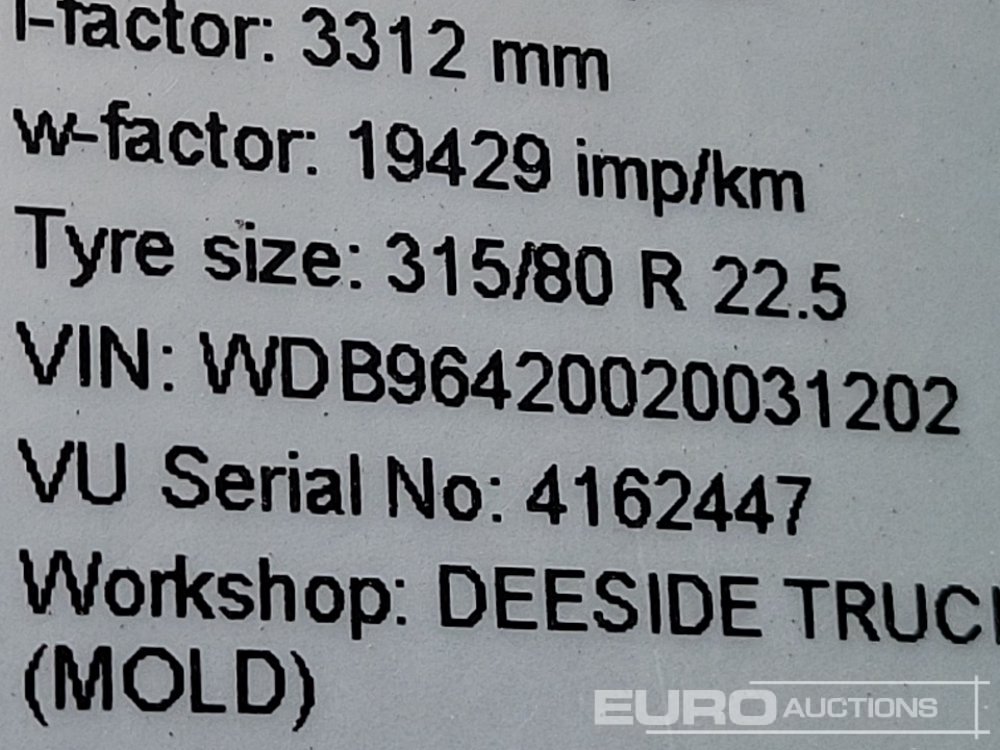 l-factor: 3312 mm
w-factor: 19429 imp/km
Tyre size: 315/80 R 22.5
VIN: WDB96420020031202
VU Serial No: 4162447
Workshop: DEESIDE TRUC
(MOLD)
EURO AUCTIONS